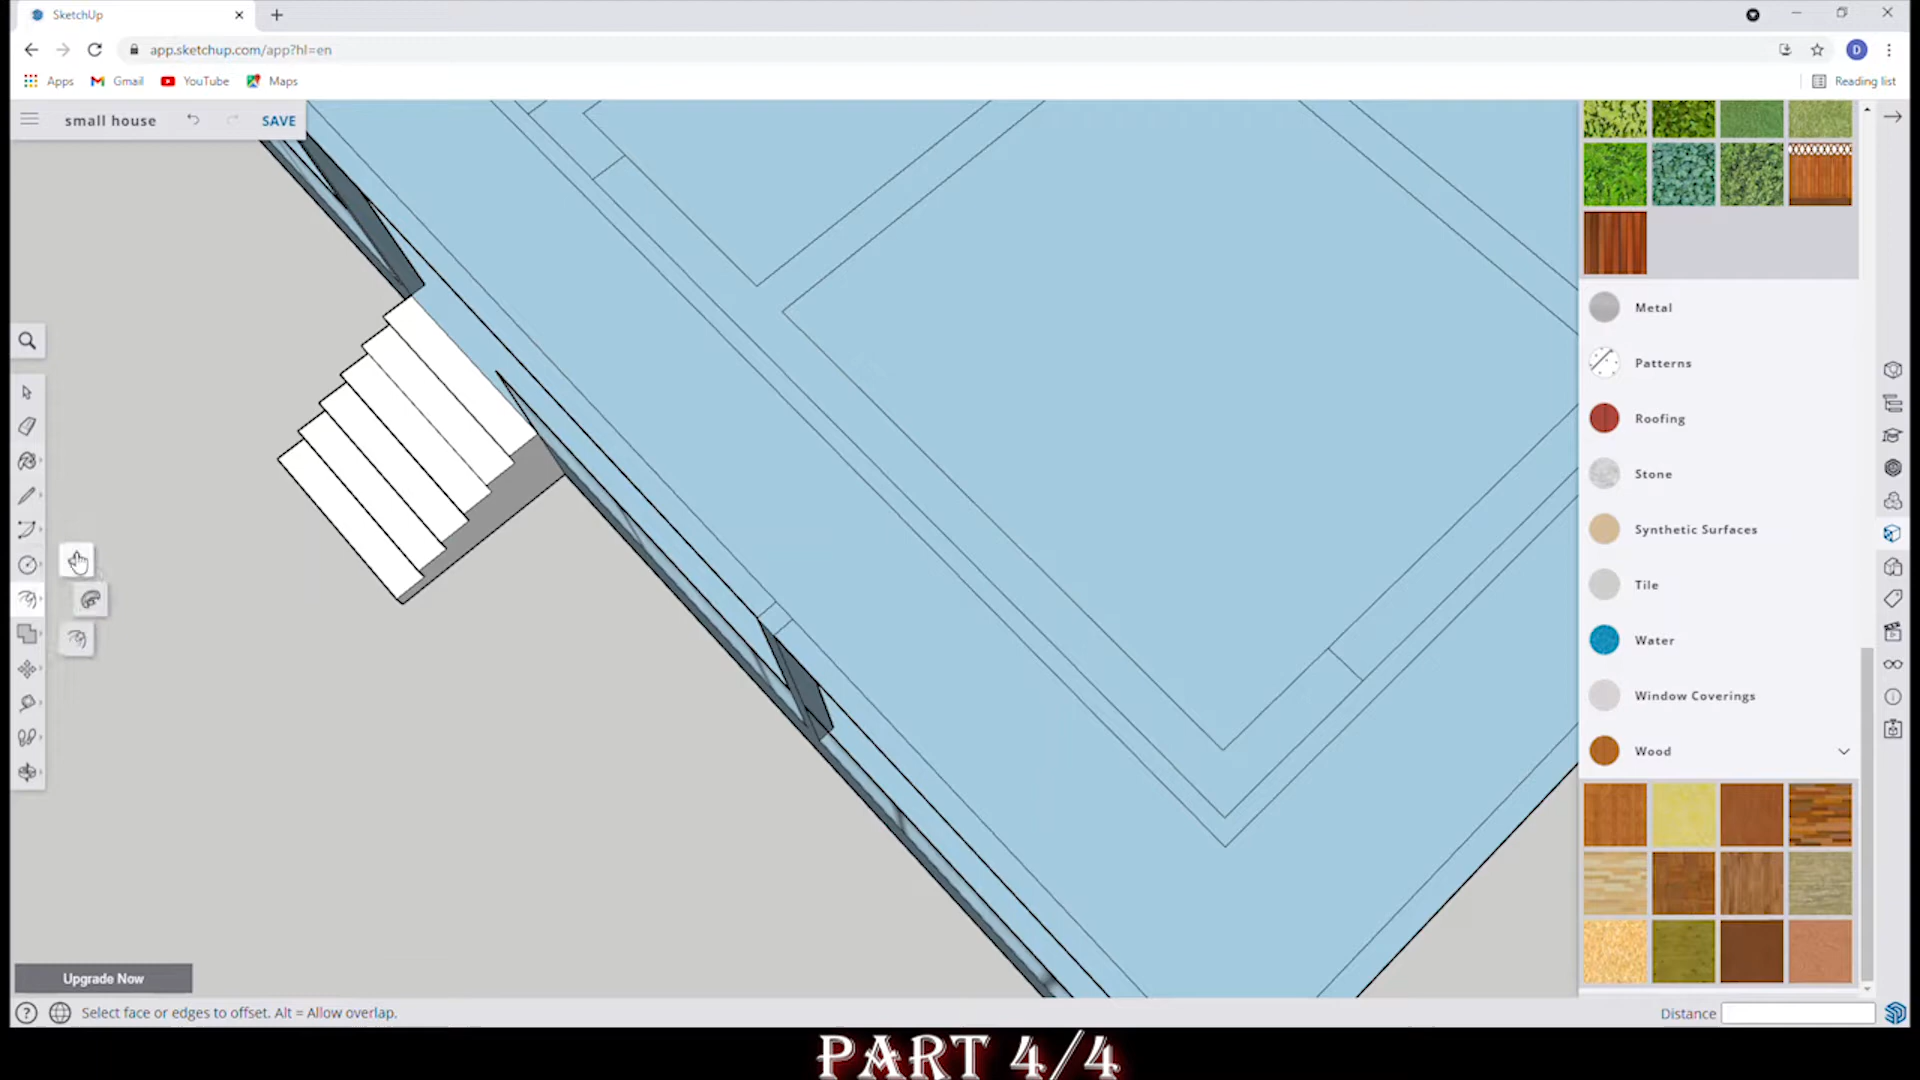 SketchUp
app.sketchup.com/app?hl=en
D
Apps
Gmail
YouTube
Maps
Reading list
small house
SAVE
Metal
Patterns
Roofing
Stone
Synthetic Surfaces
Tile
Water
Window Coverings
Wood
Upgrade Now
Select face or edges to offset. Alt = Allow overlap.
Distance
PART 4/4